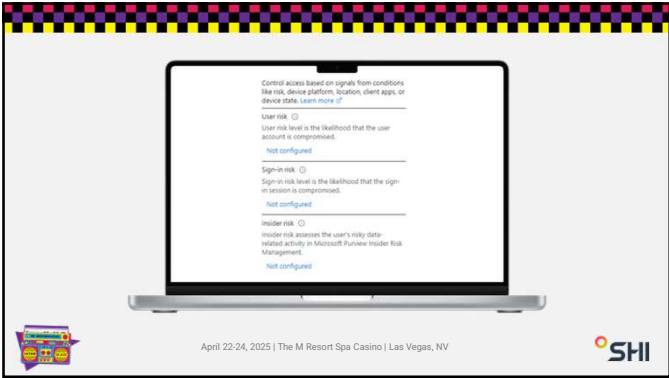 Control access based on signals from conditions
like risk, device platform, location, client apps, or
device state. Learn more
User risk
User risk level is the likelihood that the user
account is compromised.
Not configured
Sign-in risk
Sign-in risk level is the likelihood that the sign-
in session is compromised.
Not configured
Insider risk
Insider risk assesses the user's risky data-
related activity in Microsoft Purview Insider Risk
Management.
Not configured
April 22-24, 2025 | The M Resort Spa Casino | Las Vegas, NV
SHI